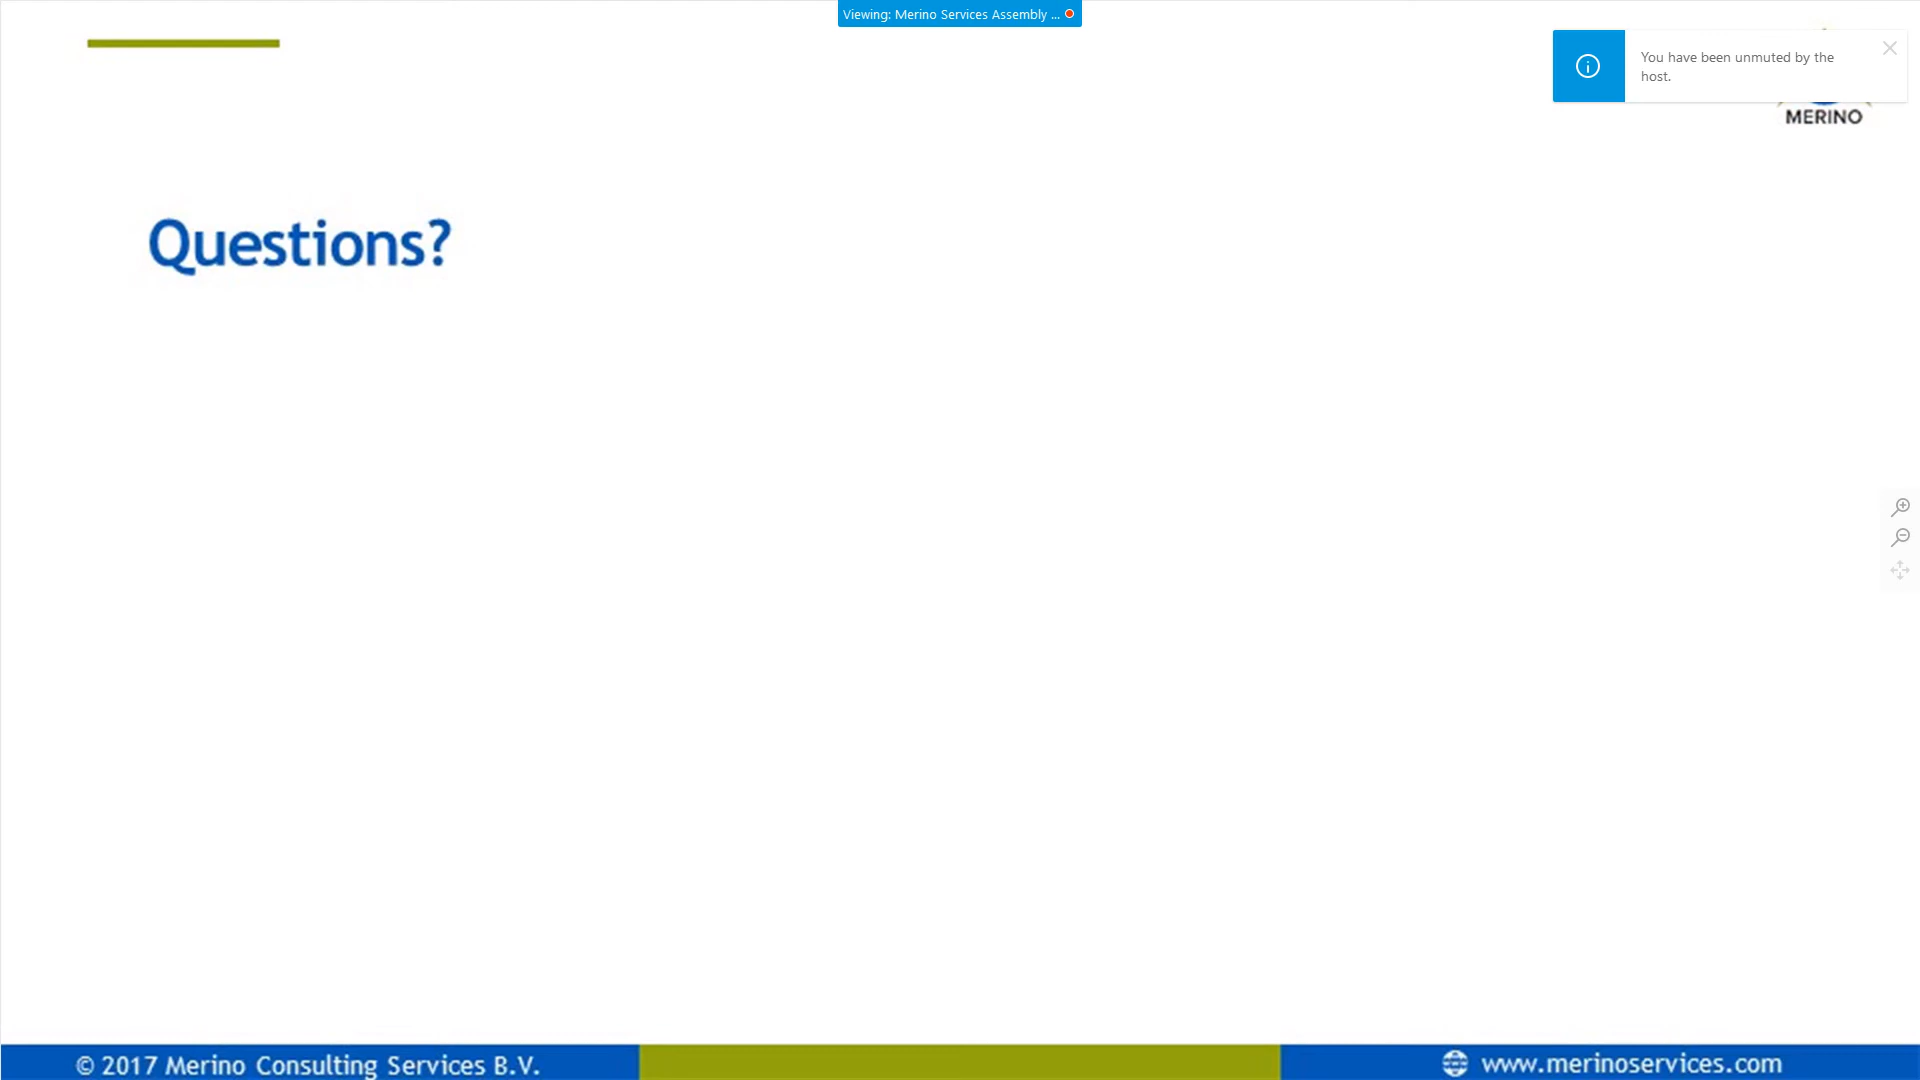 Viewing: Merino Services Assembly ...
You have been unmuted by the
host.
MERINO
Questions?
© 2017 Merino Consulting Services B.V.
www.merinoservices.com